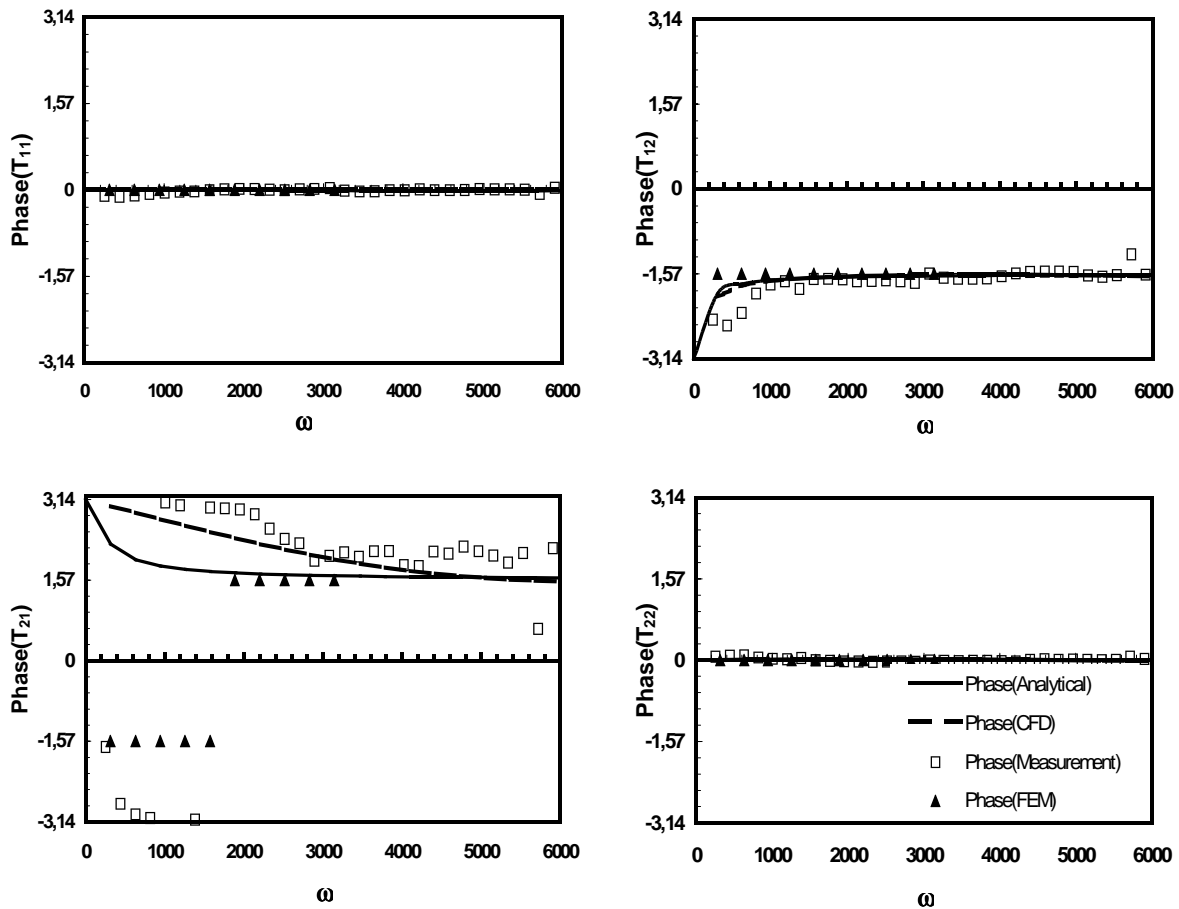 3,14
1,57
0
-1,57
-3,14
Phase(T11)
0 1000 2000 3000 4000 5000 6000
ω
3,14
1,57
0
-1,57
-3,14
Phase(T12)
0 1000 2000 3000 4000 5000 6000
ω
3,14
1,57
0
-1,57
-3,14
Phase(T21)
0 1000 2000 3000 4000 5000 6000
ω
3,14
1,57
0
-1,57
-3,14
Phase(T22)
Phase(Analytical)
Phase(CFD)
Phase(Measurement)
Phase(FEM)
0 1000 2000 3000 4000 5000 6000
ω